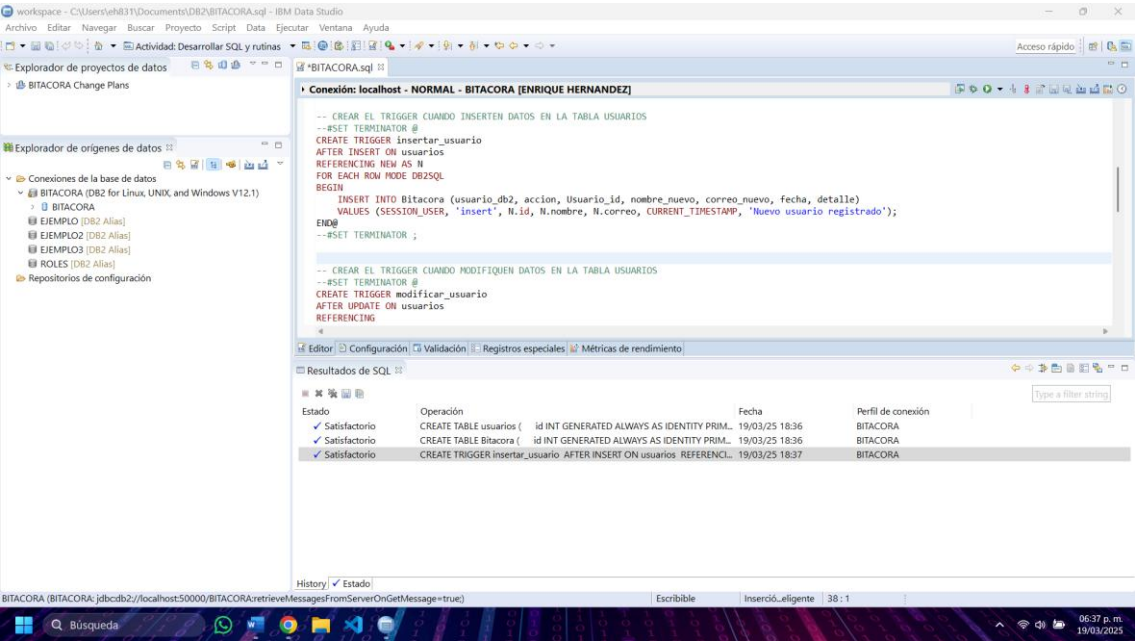 workspace - C:\Users\eh831\Documents\DB2\BITACORA.sql - IBM Data Studio
Archivo Editar Navegar Buscar Proyecto Script Data Ejecutar Ventana Ayuda
Actividad: Desarrollar SQL y rutinas
Acceso rápido
Explorador de proyectos de datos
BITACORA Change Plans
Explorador de orígenes de datos
Conexiones de la base de datos
BITACORA (DB2 for Linux, UNIX, and Windows V12.1)
BITACORA
EJEMPLO [DB2 Alias]
EJEMPLO2 [DB2 Alias]
EJEMPLO3 [DB2 Alias]
ROLES [DB2 Alias]
Repositorios de configuración
*BITACORA.sql
Conexión: localhost - NORMAL - BITACORA [ENRIQUE HERNANDEZ]
-- CREAR EL TRIGGER CUANDO INSERTEN DATOS EN LA TABLA USUARIOS
--#SET TERMINATOR @
CREATE TRIGGER insertar_usuario
AFTER INSERT ON usuarios
REFERENCING NEW AS N
FOR EACH ROW MODE DB2SQL
BEGIN
INSERT INTO Bitacora (usuario_db2, accion, Usuario_id, nombre_nuevo, correo_nuevo, fecha, detalle)
VALUES (SESSION_USER, 'insert', N.id, N.nombre, N.correo, CURRENT_TIMESTAMP, 'Nuevo usuario registrado');
END@
--#SET TERMINATOR ;
-- CREAR EL TRIGGER CUANDO MODIFIQUEN DATOS EN LA TABLA USUARIOS
--#SET TERMINATOR @
CREATE TRIGGER modificar_usuario
AFTER UPDATE ON usuarios
REFERENCING
Editor Configuración Validación Registros especiales Métricas de rendimiento
Resultados de SQL
Type a filter string
Estado Operación Fecha Perfil de conexión
Satisfactorio CREATE TABLE usuarios ( id INT GENERATED ALWAYS AS IDENTITY PRIM... 19/03/25 18:36 BITACORA
Satisfactorio CREATE TABLE Bitacora ( id INT GENERATED ALWAYS AS IDENTITY PRIM... 19/03/25 18:36 BITACORA
Satisfactorio CREATE TRIGGER insertar_usuario AFTER INSERT ON usuarios REFERENCI... 19/03/25 18:37 BITACORA
History Estado
BITACORA (BITACORA: jdbc:db2://localhost:50000/BITACORA:retrieveMessagesFromServerOnGetMessage=true;) Escribible Inserció...eligente 38 : 1
Búsqueda
06:37 p. m.
19/03/2025